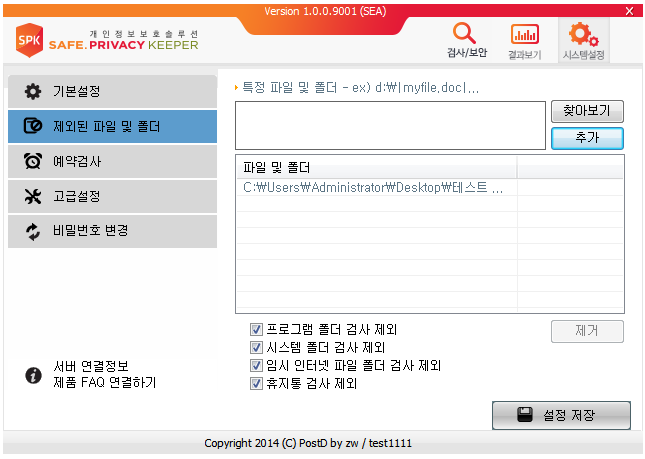 Version 1.0.0.9001 (SEA)
SPK 개인정보보호솔루션
SAFE.PRIVACY KEEPER
검사/보안
결과보기
시스템설정
기본설정
제외된 파일 및 폴더
예약검사
고급설정
비밀번호 변경
서버 연결정보
제품 FAQ 연결하기
특정 파일 및 폴더 - ex) d:￦|myfile,doc|,,,
찾아보기
추가
파일 및 폴더
C:￦Users￦Administrator￦Desktop￦테스트 ,,,
프로그램 폴더 검사 제외
시스템 폴더 검사 제외
임시 인터넷 파일 폴더 검사 제외
휴지통 검사 제외
제거
설정 저장
Copyright 2014 (C) PostD by zw / test1111